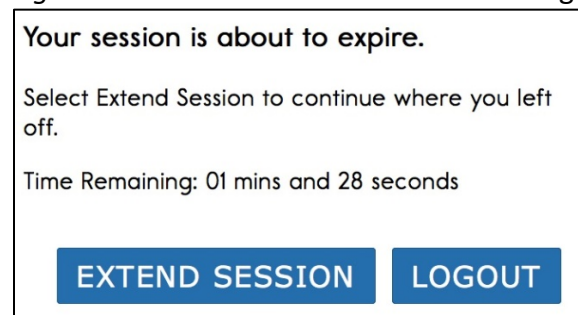 Your session is about to expire.
Select Extend Session to continue where you left
off.
Time Remaining: 01 mins and 28 seconds
EXTEND SESSION LOGOUT